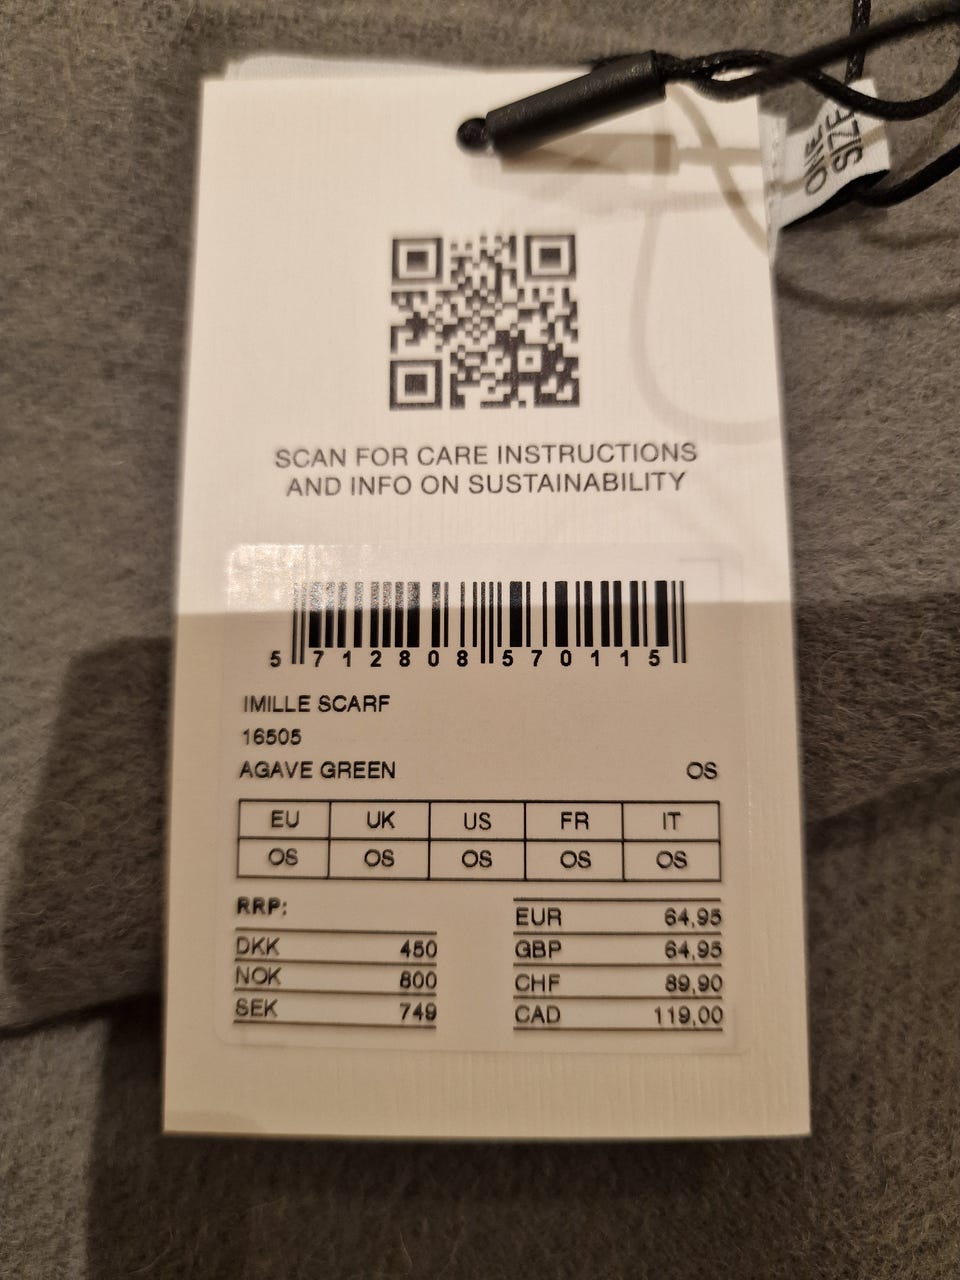 ONE
SIZE
SCAN FOR CARE INSTRUCTIONS
AND INFO ON SUSTAINABILITY
5 712808 570115
IMILLE SCARF
16505
AGAVE GREEN OS
EU UK US FR IT
OS OS OS OS OS
RRP:
DKK 450
NOK 800
SEK 749
EUR 64,95
GBP 64,95
CHF 89,90
CAD 119,00